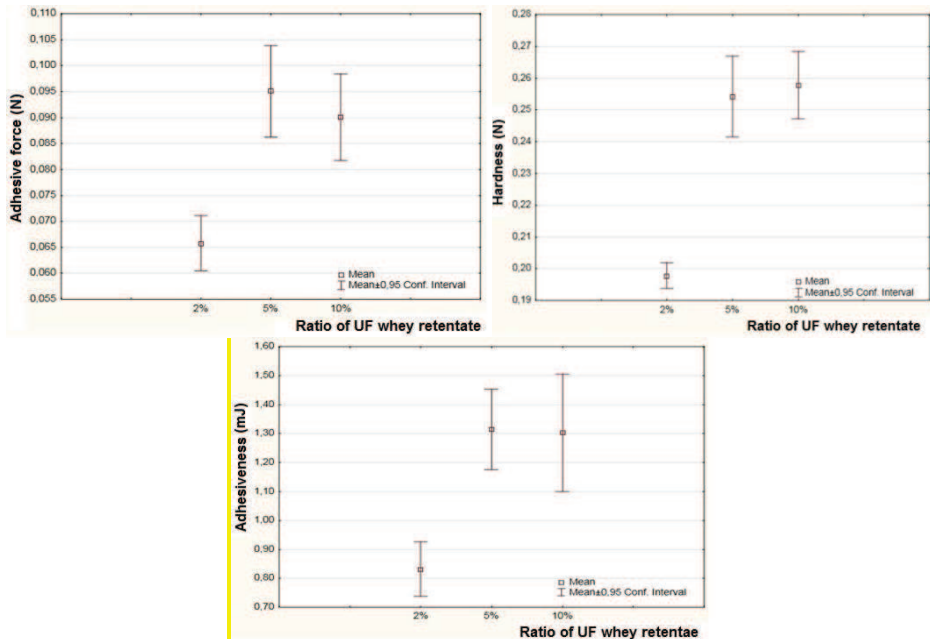 0,110
0,105
0,100
0,095
0,090
0,085
0,080
0,075
0,070
0,065
0,060
0,055
Adhesive force (N)
2% 5% 10%
Mean
Mean±0,95 Conf. Interval
Ratio of UF whey retentate
0,28
0,27
0,26
0,25
0,24
0,23
0,22
0,21
0,20
0,19
Hardness (N)
2% 5% 10%
Mean
Mean±0,95 Conf. Interval
Ratio of UF whey retentate
1,60
1,50
1,40
1,30
1,20
1,10
1,00
0,90
0,80
0,70
Adhesiveness (mJ)
2% 5% 10%
Mean
Mean±0,95 Conf. Interval
Ratio of UF whey retentae